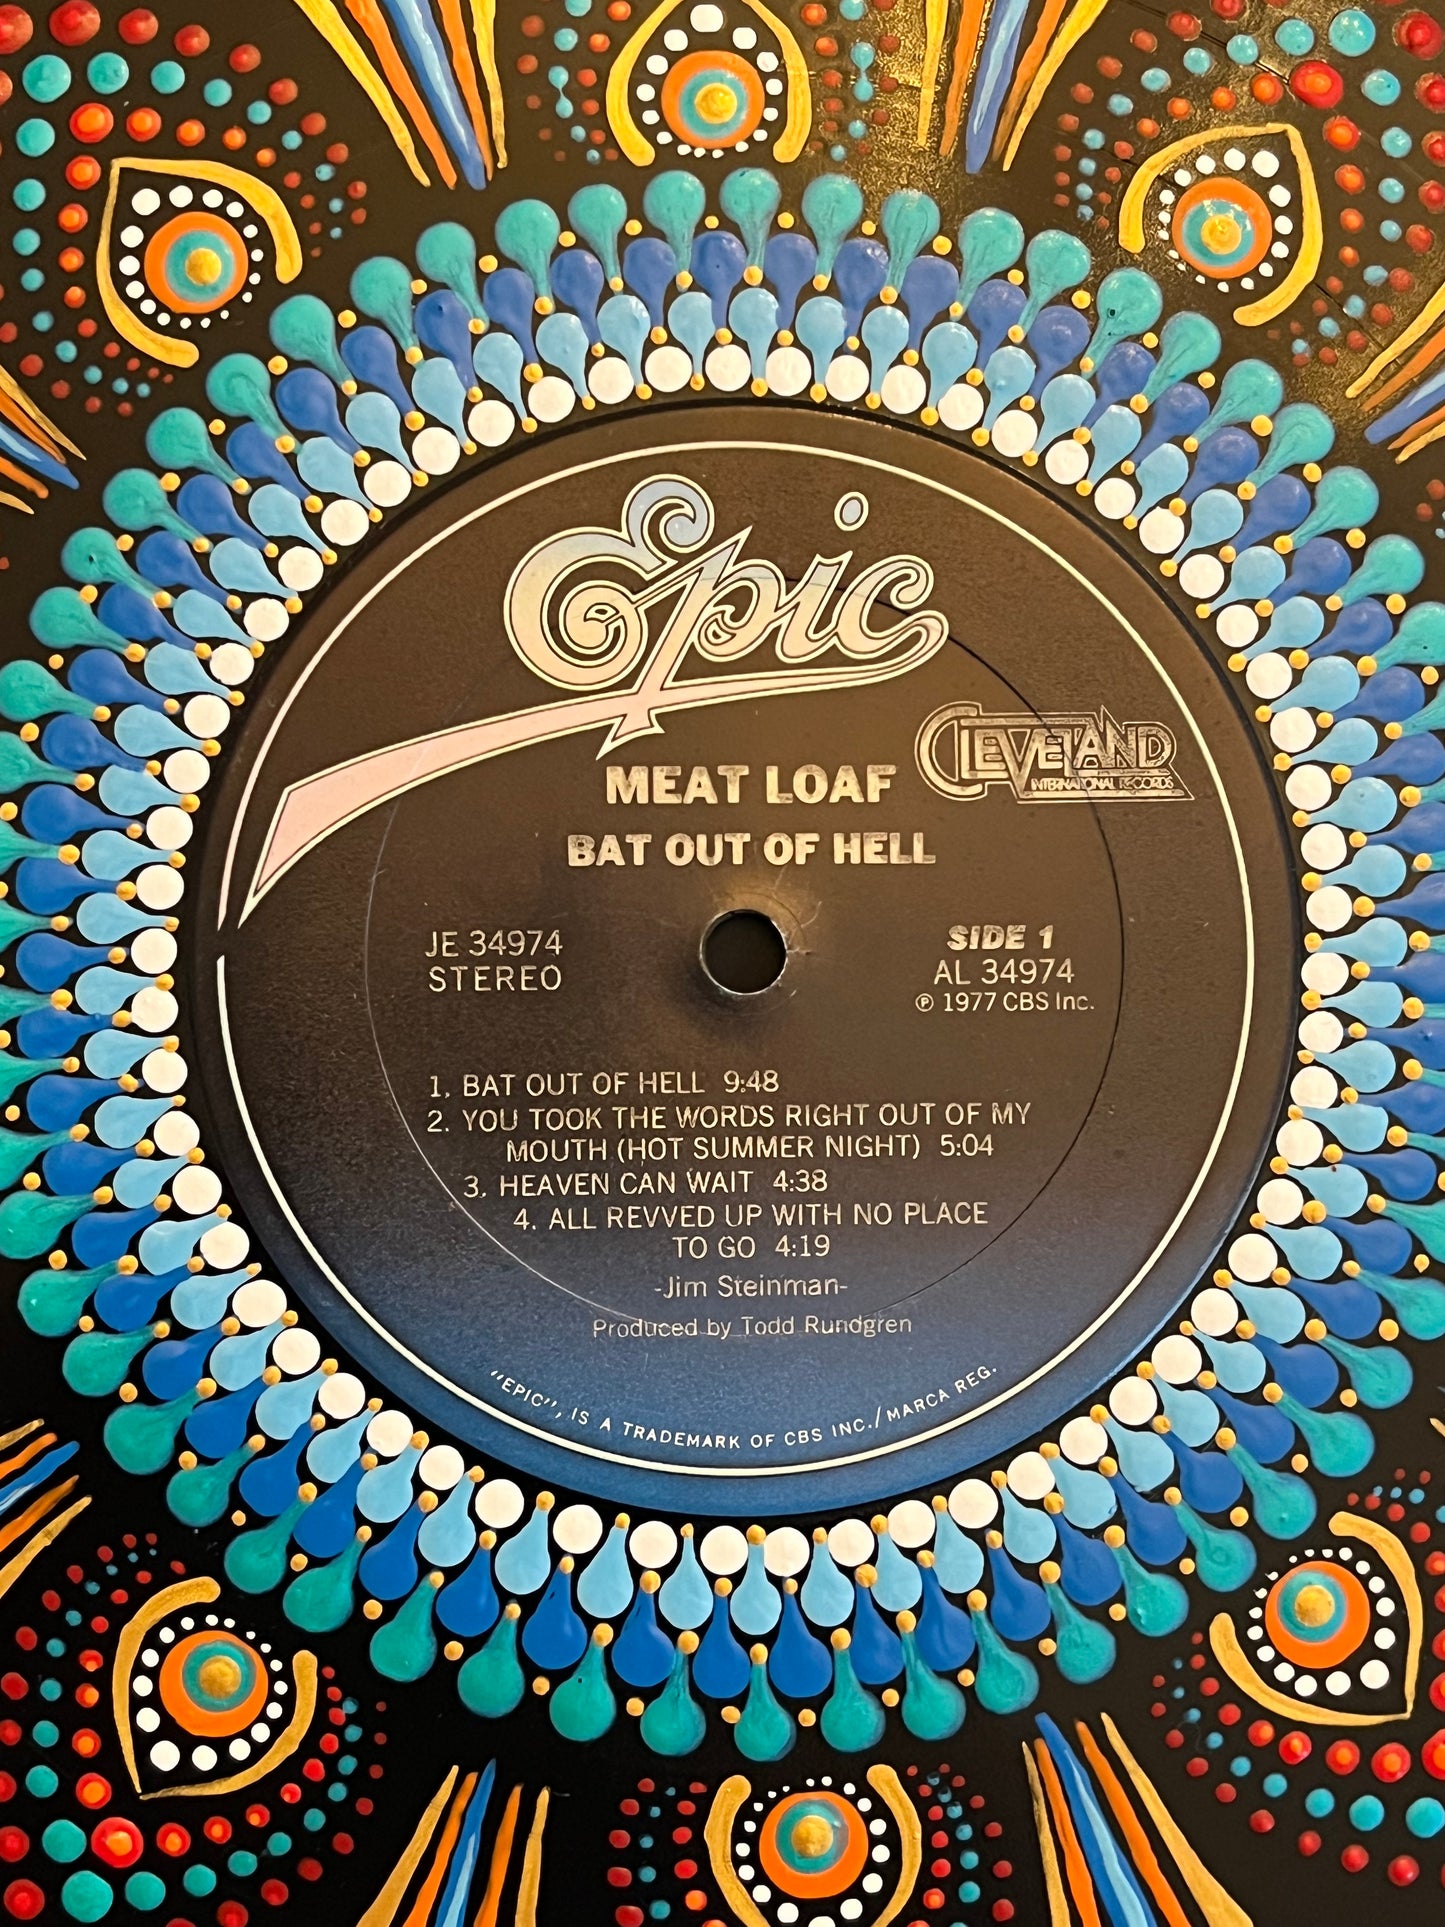 Epic
CLEVELAND
INTERNATIONAL RECORDS
MEAT LOAF
BAT OUT OF HELL
JE 34974
STEREO
SIDE 1
AL 34974
℗ 1977 CBS Inc.
1. BAT OUT OF HELL 9:48
2. YOU TOOK THE WORDS RIGHT OUT OF MY
MOUTH (HOT SUMMER NIGHT) 5:04
3. HEAVEN CAN WAIT 4:38
4. ALL REVVED UP WITH NO PLACE
TO GO 4:19
-Jim Steinman-
Produced by Todd Rundgren
"EPIC", IS A TRADEMARK OF CBS INC./MARCA REG.